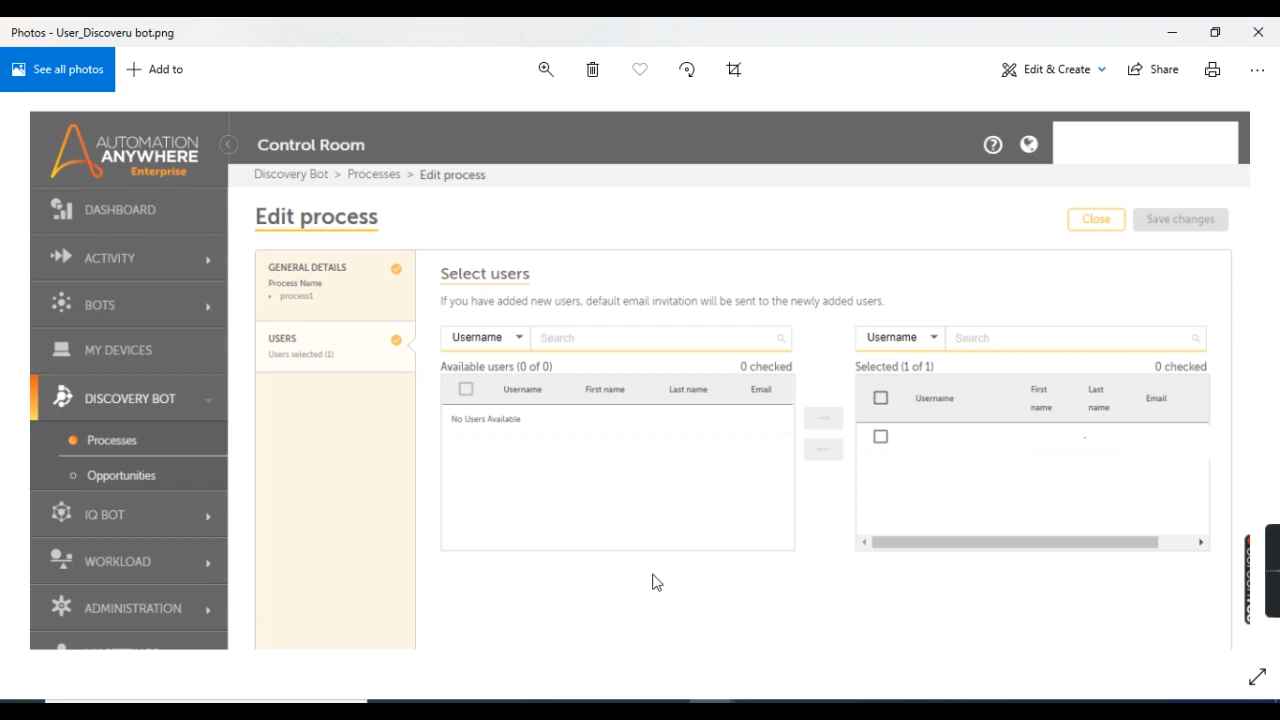 Photos - User_Discoveru bot.png
See all photos
Add to
Edit & Create
Share
AUTOMATION
ANYWHERE
Enterprise
Control Room
Discovery Bot > Processes > Edit process
DASHBOARD
ACTIVITY
BOTS
MY DEVICES
DISCOVERY BOT
Processes
Opportunities
IQ BOT
WORKLOAD
ADMINISTRATION
Edit process
Close
Save changes
GENERAL DETAILS
Process Name
• process1
USERS
Users selected (1)
Select users
If you have added new users, default email invitation will be sent to the newly added users.
Username
Search
Available users (0 of 0)
0 checked
Username First name Last name Email
No Users Available
Username
Search
Selected (1 of 1)
0 checked
Username First name Last name Email
-